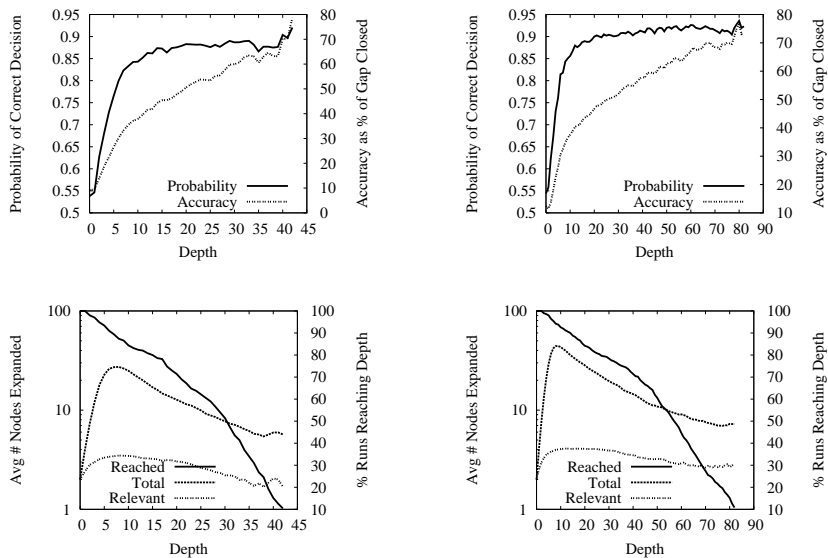 Probability of Correct Decision
0.95
0.9
0.85
0.8
0.75
0.7
0.65
0.6
0.55
0.5
0 5 10 15 20 25 30 35 40 45
Depth
80
70
60
50
40
30
20
10
0
Accuracy as % of Gap Closed
Probability
Accuracy
Probability of Correct Decision
0.95
0.9
0.85
0.8
0.75
0.7
0.65
0.6
0.55
0.5
0 10 20 30 40 50 60 70 80 90
Depth
80
70
60
50
40
30
20
10
Accuracy as % of Gap Closed
Probability
Accuracy
Avg # Nodes Expanded
100
10
1
0 5 10 15 20 25 30 35 40 45
Depth
100
90
80
70
60
50
40
30
20
10
% Runs Reaching Depth
Reached
Total
Relevant
Avg # Nodes Expanded
100
10
1
0 10 20 30 40 50 60 70 80 90
Depth
100
90
80
70
60
50
40
30
20
10
% Runs Reaching Depth
Reached
Total
Relevant